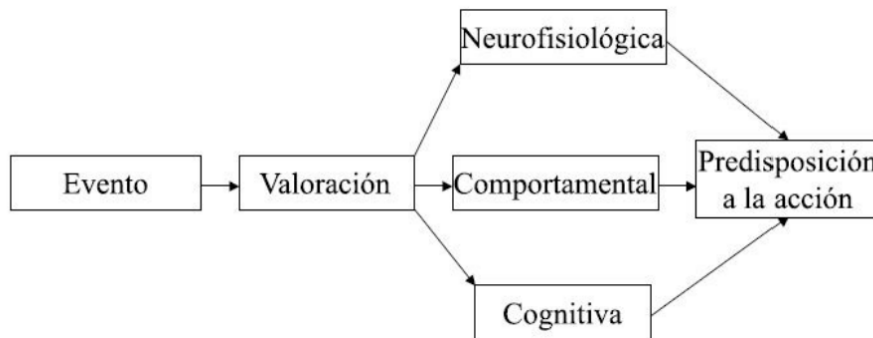 Neurofisiológica
Evento
Valoración
Comportamental
Predisposición
a la acción
Cognitiva